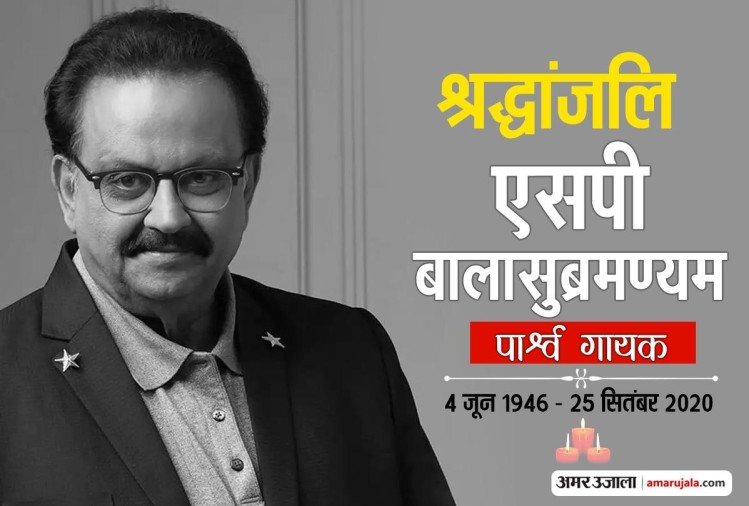 श्रद्धांजलि
एसपी
बालासुब्रमण्यम
पार्श्व गायक
4 जून 1946 - 25 सितंबर 2020
अमर उजाला | amarujala.com